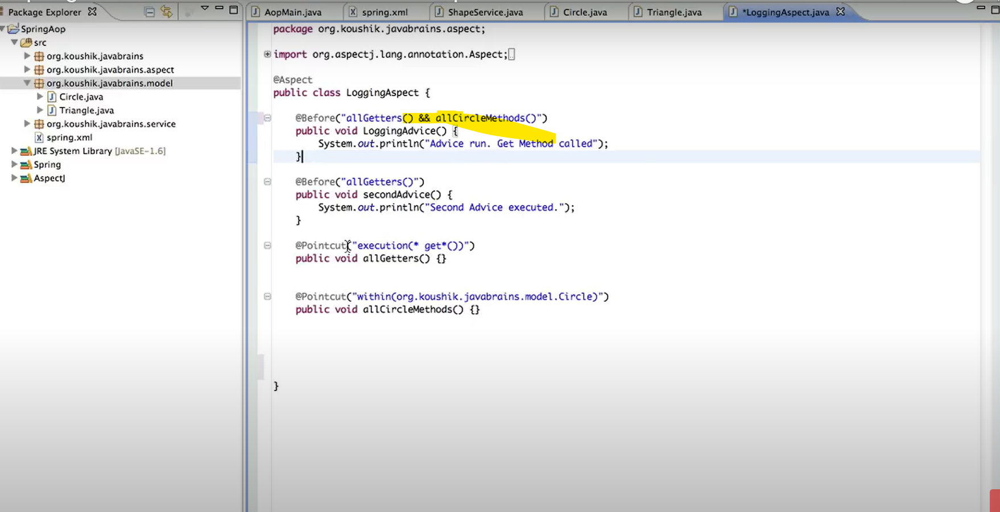 Package Explorer
AopMain.java
spring.xml
ShapeService.java
Circle.java
Triangle.java
*LoggingAspect.java
SpringAop
src
org.koushik.javabrains
org.koushik.javabrains.aspect
org.koushik.javabrains.model
Circle.java
Triangle.java
org.koushik.javabrains.service
spring.xml
JRE System Library [JavaSE-1.6]
Spring
AspectJ
package org.koushik.javabrains.aspect;
import org.aspectj.lang.annotation.Aspect;
@Aspect
public class LoggingAspect {
@Before("allGetters() && allCircleMethods()")
public void LoggingAdvice() {
System.out.println("Advice run. Get Method called");
}
@Before("allGetters()")
public void secondAdvice() {
System.out.println("Second Advice executed.");
}
@Pointcut("execution(* get*())")
public void allGetters() {}
@Pointcut("within(org.koushik.javabrains.model.Circle)")
public void allCircleMethods() {}
}